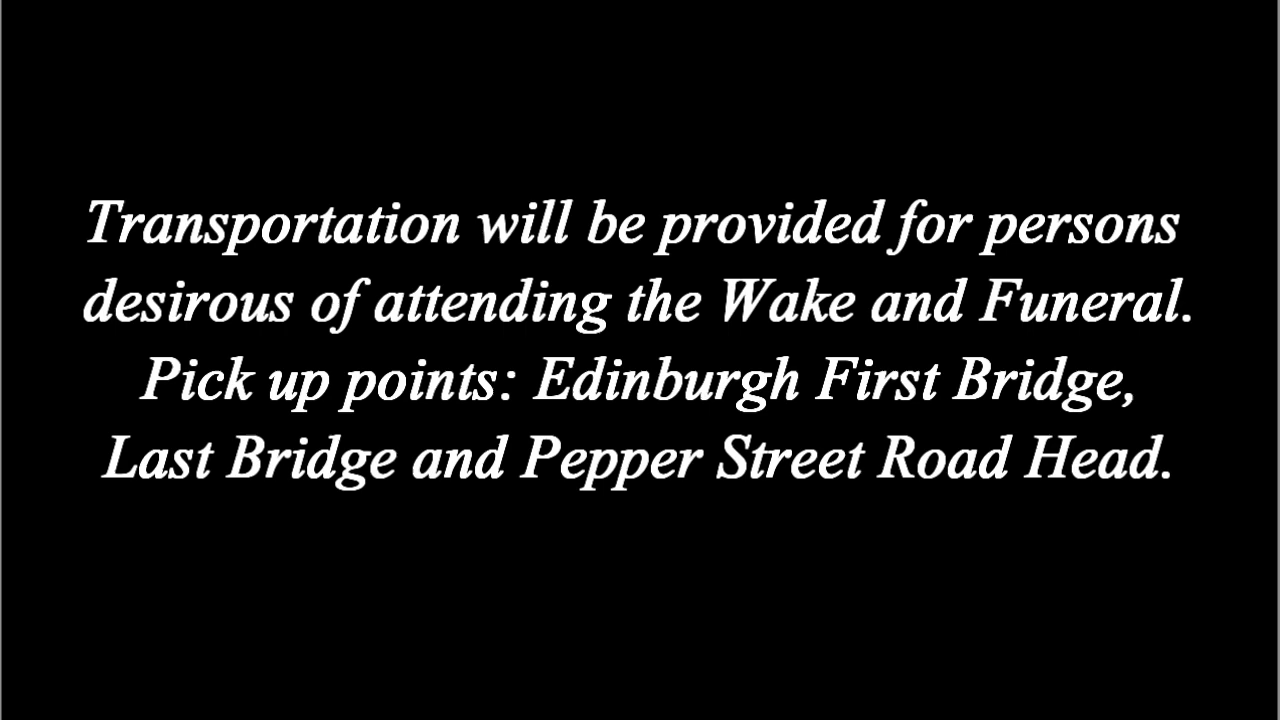 Transportation will be provided for persons
desirous of attending the Wake and Funeral.
Pick up points: Edinburgh First Bridge,
Last Bridge and Pepper Street Road Head.